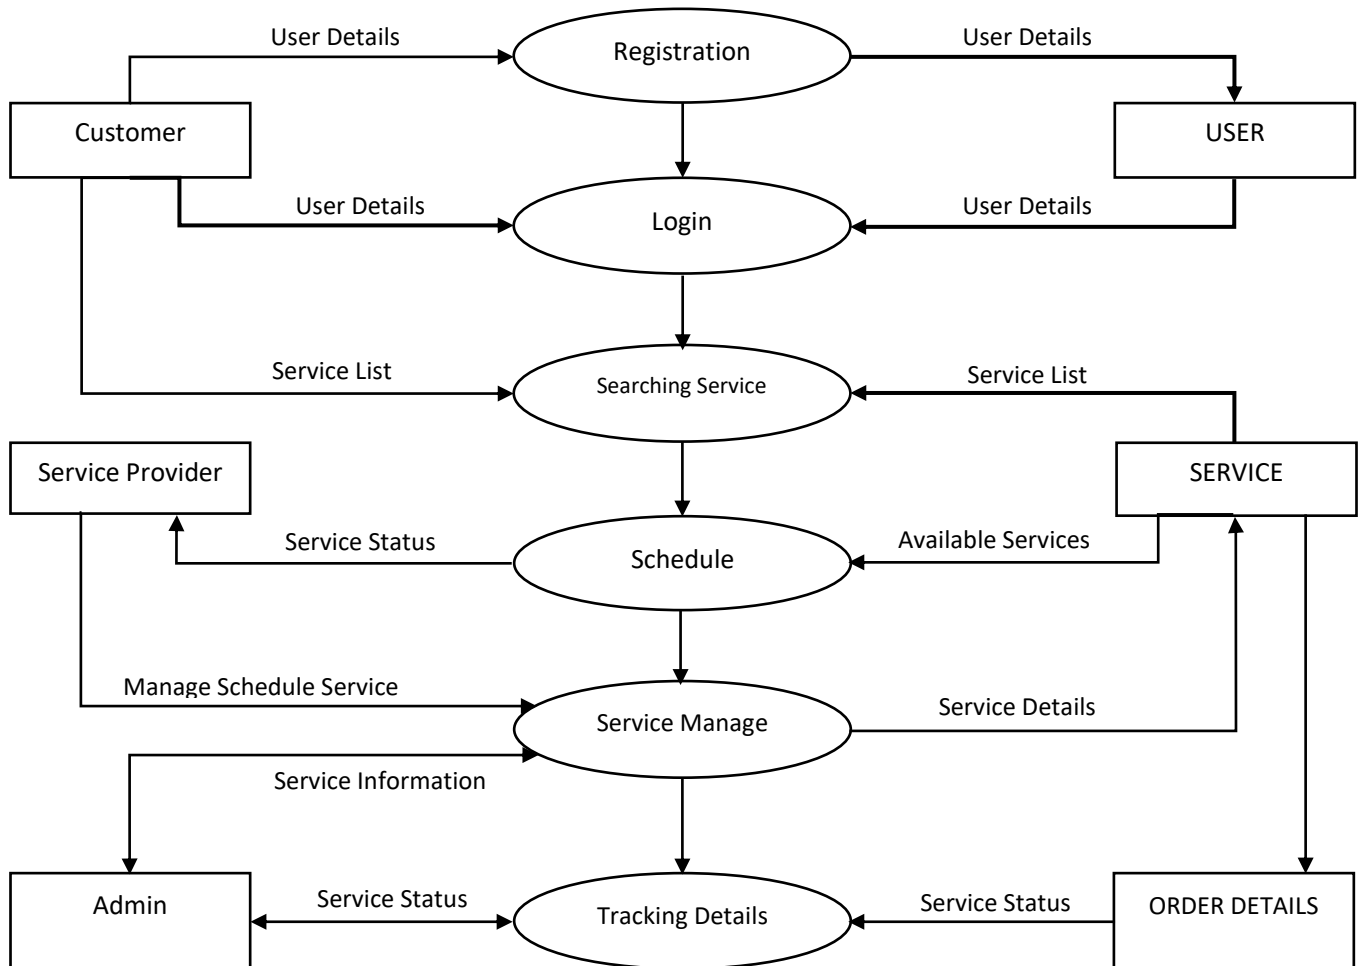 User Details
Registration
User Details
Customer
USER
User Details
Login
User Details
Service List
Searching Service
Service List
Service Provider
SERVICE
Service Status
Schedule
Available Services
Manage Schedule Service
Service Manage
Service Details
Service Information
Admin
Service Status
Tracking Details
Service Status
ORDER DETAILS